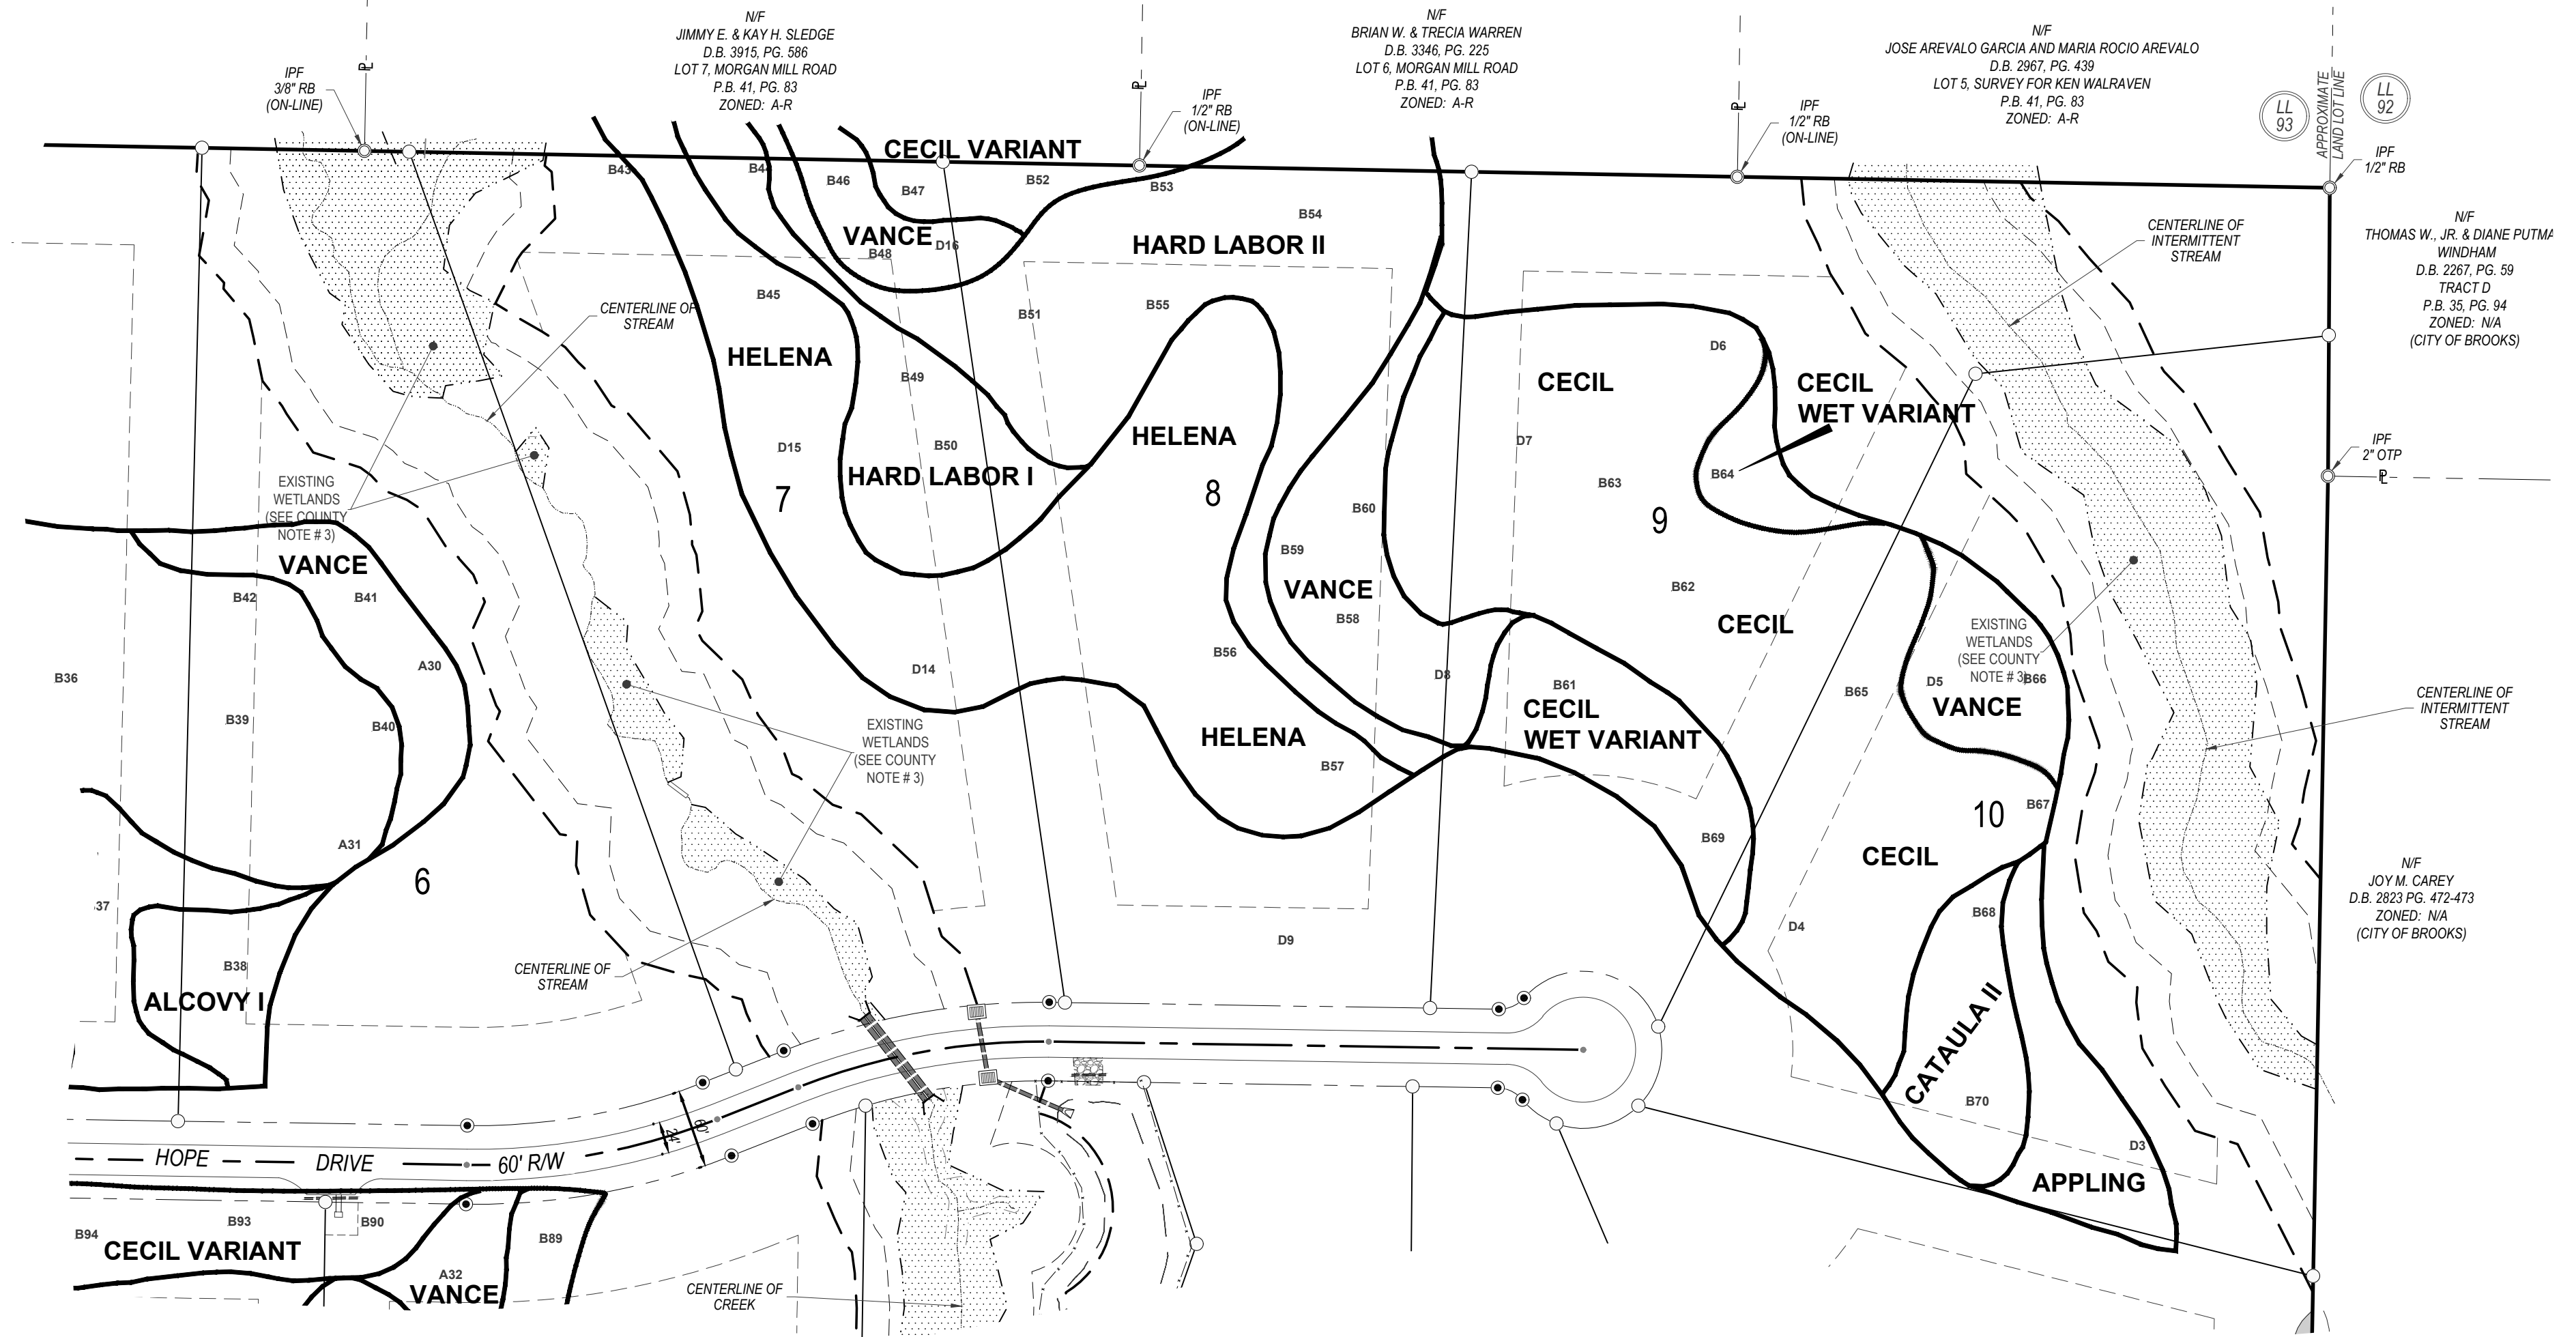 N/F
JIMMY E. & KAY H. SLEDGE
D.B. 3915, PG. 586
LOT 7, MORGAN MILL ROAD
P.B. 41, PG. 83
ZONED: A-R
N/F
BRIAN W. & TRECIA WARREN
D.B. 3346, PG. 225
LOT 6, MORGAN MILL ROAD
P.B. 41, PG. 83
ZONED: A-R
N/F
JOSE AREVALO GARCIA AND MARIA ROCIO AREVALO
D.B. 2967, PG. 439
LOT 5, SURVEY FOR KEN WALRAVEN
P.B. 41, PG. 83
ZONED: A-R
IPF
3/8" RB
(ON-LINE)
PL
PL
IPF
1/2" RB
(ON-LINE)
PL
IPF
1/2" RB
(ON-LINE)
LL
93
APPROXIMATE
LAND LOT LINE
LL
92
IPF
1/2" RB
N/F
THOMAS W., JR. & DIANE PUTMA
WINDHAM
D.B. 2267, PG. 59
TRACT D
P.B. 35, PG. 94
ZONED: N/A
(CITY OF BROOKS)
CECIL VARIANT
B43
B44
B46
B47
B52
B53
B54
VANCE
D16
B48
HARD LABOR II
CENTERLINE OF
INTERMITTENT
STREAM
CENTERLINE OF
STREAM
B45
B51
B55
HELENA
B49
D6
CECIL
CECIL
WET VARIANT
D15
B50
HELENA
D7
HARD LABOR I
B64
B63
7
8
9
B60
IPF
2" OTP
PL
EXISTING
WETLANDS
(SEE COUNTY
NOTE # 3)
VANCE
B42
B41
B59
VANCE
B58
B62
CECIL
EXISTING
WETLANDS
(SEE COUNTY
NOTE # 3)
B66
B36
A30
D14
B56
D8
B61
CECIL
WET VARIANT
B65
D5
VANCE
CENTERLINE OF
INTERMITTENT
STREAM
B39
B40
EXISTING
WETLANDS
(SEE COUNTY
NOTE # 3)
HELENA
B57
B67
10
A31
6
B69
CECIL
N/F
JOY M. CAREY
D.B. 2823 PG. 472-473
ZONED: N/A
(CITY OF BROOKS)
37
B68
D4
D9
B38
ALCOVY I
CENTERLINE OF
STREAM
CATAULA II
B70
D3
APPLING
HOPE DRIVE 60' R/W
24'
60'
B94
B93
B90
B89
CECIL VARIANT
A32
VANCE
CENTERLINE OF
CREEK